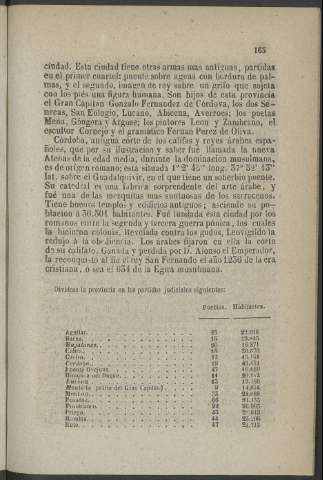 165
ciudad. Esta ciudad tiene otras armas mas antiguas, partidas
en el primer cuartel: puente sobre aguas con bordura de pal-
mas, y el segundo, imagen de rey sobre un grifo que sujeta
con los piés una figura humana. Son hijos de esta provincia
el Gran Capitan Gonzalo Fernandez de Córdova, los dos Sé-
necas, San Eulogio, Lucano, Abicena, Averroes; los poetas
Mena, Góngora y Arguse; los pintores Leon y Zambrano, el
escultor Cornejo y el gramático Fernan Perez de Oliva.
Córdoba, antigua córte de los califas y reyes árabes espa-
ñoles, que por su ilustracion y saber fué llamada la nueva
Atenas de la edad media, durante la dominacion musulmana,
es de orígen romano; está situada 1° 2' 45'' long. 37° 52' 13''
lat. sobre el Guadalquivir, en el que tiene un soberbio puente.
Su catedral es una fábrica sorprendente del arte árabe, y
fué una de las mezquitas mas suntuosas de los sarracenos.
Tiene buenos templos y edificios antiguos; asciende su po-
blacion á 36.501 habitantes. Fué fundada esta ciudad por los
romanos entre la segunda y tercera guerra púnica, los cuales
la hicieron colonia. Revelada contra los godos, Leovigildo la
redujo á la obediencia. Los árabes fijaron en ella la corte
de su califato. Ganada y perdida por D. Alonso el Emperador,
la reconquistó al fin el rey San Fernando el año 1236 de la era
cristiana, ó sea el 634 de la Egira musulmana.
Dividese la provincia en los partidos judiciales siguientes:
Pueblos. Habitantes.
Aguilar.
Baena.
Bujalance.
Cabra.
Castro.
Córdova.
Fuente Ovejuna.
Hinojosa del Duque.
Lucena
Montilla (pátria del Gran Capitan)
Montoro.
Posadas.
Pozoblanco.
Priego.
Rambla.
Rute.